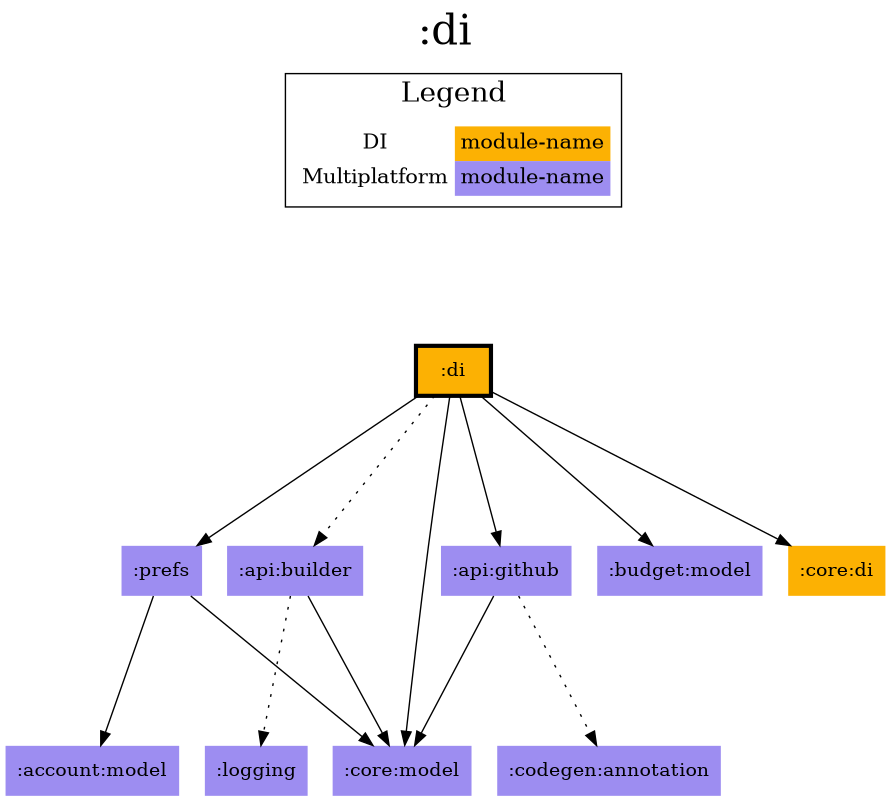 :di
Legend
DI module-name
Multiplatform module-name
:di
:prefs :api:builder :api:github :budget:model :core:di
:account:model :logging :core:model :codegen:annotation